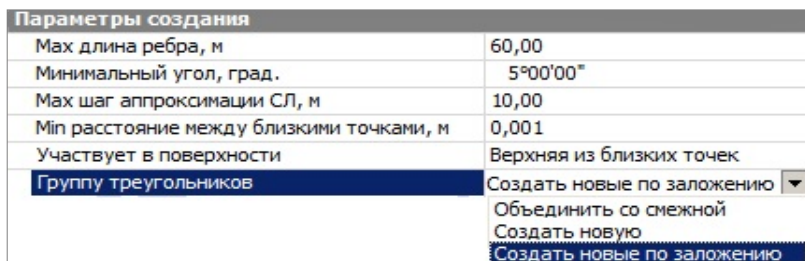 Параметры создания
Max длина ребра, м 60,00
Минимальный угол, град. 5°00'00"
Max шаг аппроксимации СЛ, м 10,00
Min расстояние между близкими точками, м 0,001
Участвует в поверхности Верхняя из близких точек
Группу треугольников Создать новые по заложению
Объединить со смежной
Создать новую
Создать новые по заложению